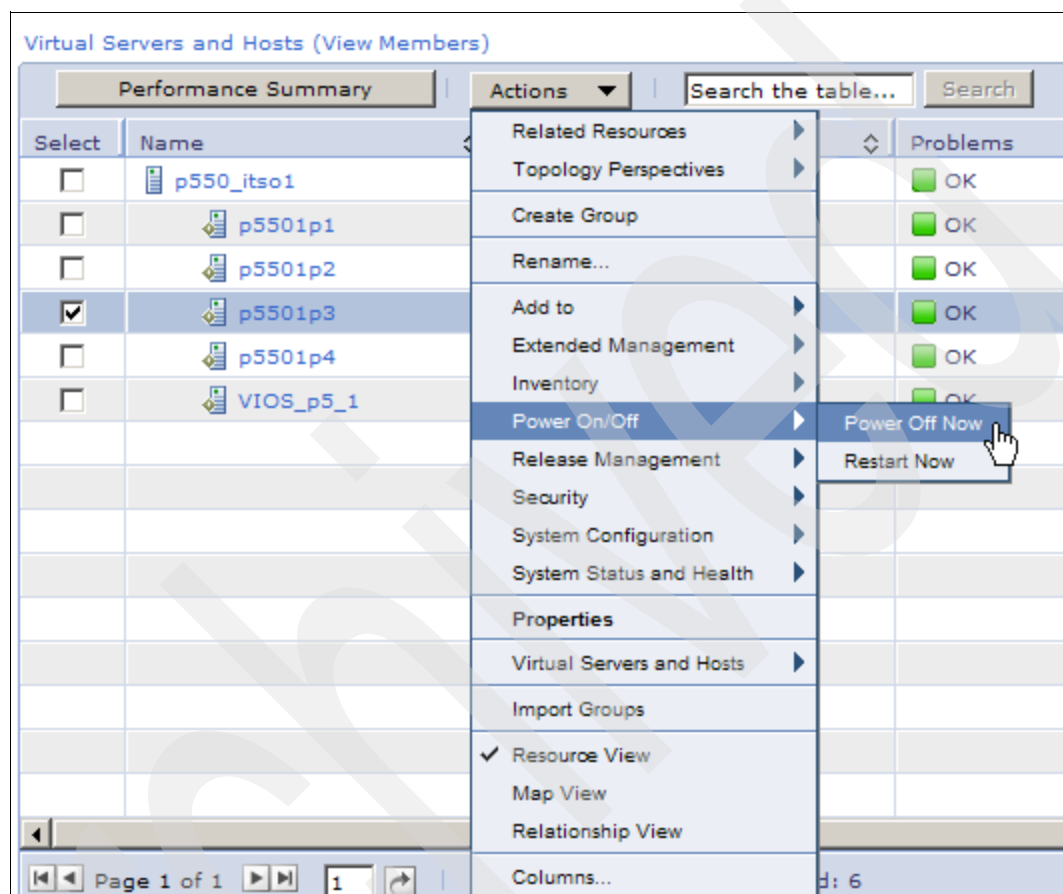 Virtual Servers and Hosts (View Members)
Performance Summary Actions Search the table... Search
Select Name Problems
p550_itso1 OK
p5501p1 OK
p5501p2 OK
p5501p3 OK
p5501p4 OK
VIOS_p5_1 OK
Related Resources
Topology Perspectives
Create Group
Rename...
Add to
Extended Management
Inventory
Power On/Off
Power Off Now
Restart Now
Release Management
Security
System Configuration
System Status and Health
Properties
Virtual Servers and Hosts
Import Groups
Resource View
Map View
Relationship View
Columns...
Page 1 of 1 1 d: 6